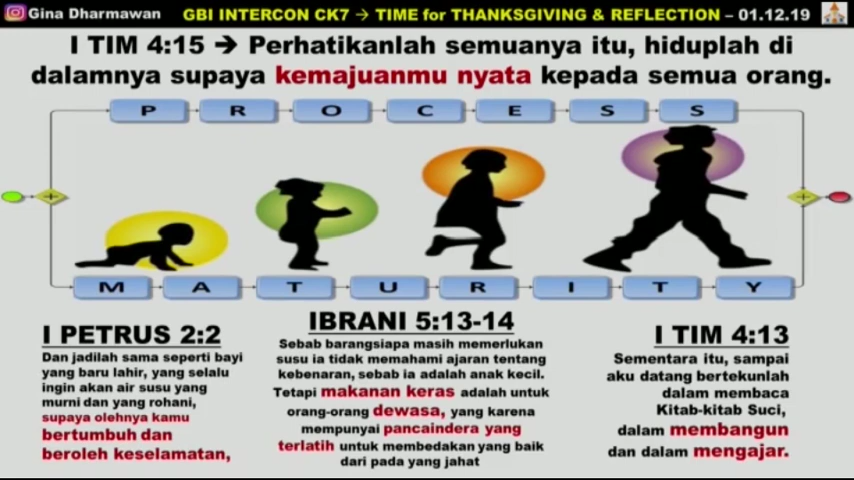 Gina Dharmawan
GBI INTERCON CK7 → TIME for THANKSGIVING & REFLECTION – 01.12.19
I TIM 4:15 → Perhatikanlah semuanya itu, hiduplah di
dalamnya supaya kemajuanmu nyata kepada semua orang.
P R O C E S S
M A T U R I T Y
I PETRUS 2:2
Dan jadilah sama seperti bayi
yang baru lahir, yang selalu
ingin akan air susu yang
murni dan yang rohani,
supaya olehnya kamu
bertumbuh dan
beroleh keselamatan,
IBRANI 5:13-14
Sebab barangsiapa masih memerlukan
susu ia tidak memahami ajaran tentang
kebenaran, sebab ia adalah anak kecil.
Tetapi makanan keras adalah untuk
orang-orang dewasa, yang karena
mempunyai pancaindera yang
terlatih untuk membedakan yang baik
dari pada yang jahat
I TIM 4:13
Sementara itu, sampai
aku datang bertekunlah
dalam membaca
Kitab-kitab Suci,
dalam membangun
dan dalam mengajar.